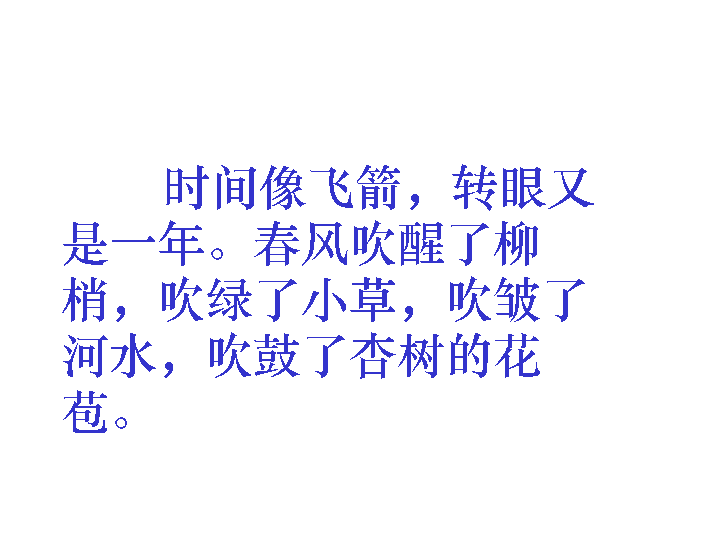 时间像飞箭，转眼又
是一年。春风吹醒了柳
梢，吹绿了小草，吹皱了
河水，吹鼓了杏树的花
苞。